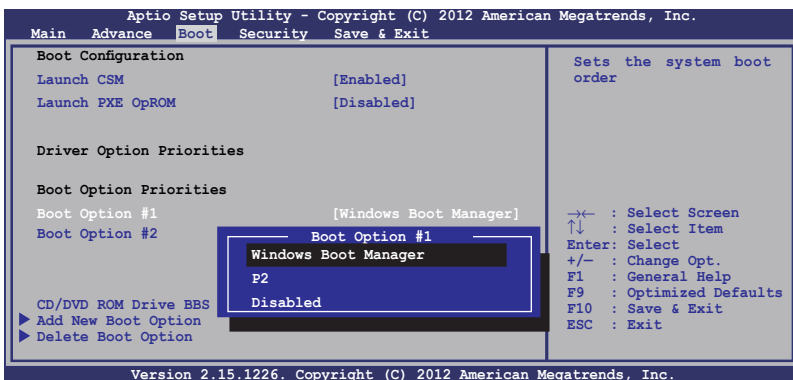 Aptio Setup Utility - Copyright (C) 2012 American Megatrends, Inc.
Main Advance Boot Security Save & Exit
Boot Configuration
Launch CSM [Enabled]
Launch PXE OpROM [Disabled]
Driver Option Priorities
Boot Option Priorities
Boot Option #1 [Windows Boot Manager]
Boot Option #2
Boot Option #1
Windows Boot Manager
P2
Disabled
CD/DVD ROM Drive BBS
Add New Boot Option
Delete Boot Option
Sets the system boot
order
→← : Select Screen
↑↓ : Select Item
Enter: Select
+/— : Change Opt.
F1 : General Help
F9 : Optimized Defaults
F10 : Save & Exit
ESC : Exit
Version 2.15.1226. Copyright (C) 2012 American Megatrends, Inc.